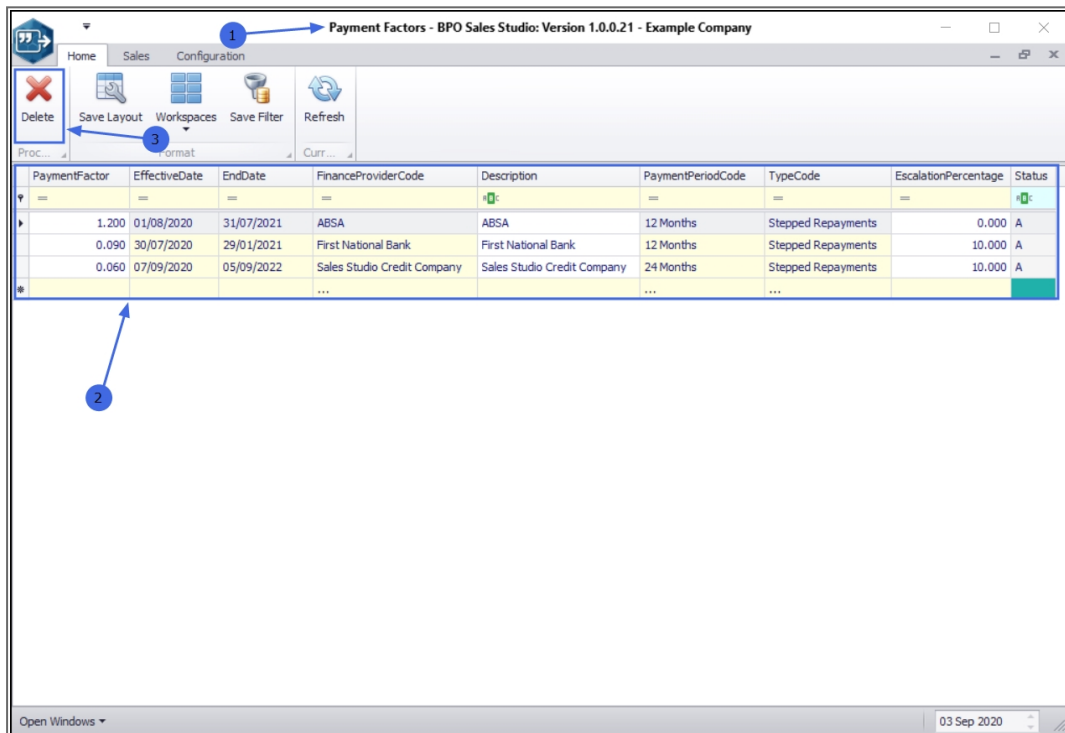 1
Payment Factors - BPO Sales Studio: Version 1.0.0.21 - Example Company
Home Sales Configuration
Delete Save Layout Workspaces Save Filter Refresh
3
Proc... Format Curr...
PaymentFactor EffectiveDate EndDate FinanceProviderCode Description PaymentPeriodCode TypeCode EscalationPercentage Status
= = = = ABC = = = ABC
1.200 01/08/2020 31/07/2021 ABSA ABSA 12 Months Stepped Repayments 0.000 A
0.090 30/07/2020 29/01/2021 First National Bank First National Bank 12 Months Stepped Repayments 10.000 A
0.060 07/09/2020 05/09/2022 Sales Studio Credit Company Sales Studio Credit Company 24 Months Stepped Repayments 10.000 A
... ... ...
2
Open Windows 03 Sep 2020